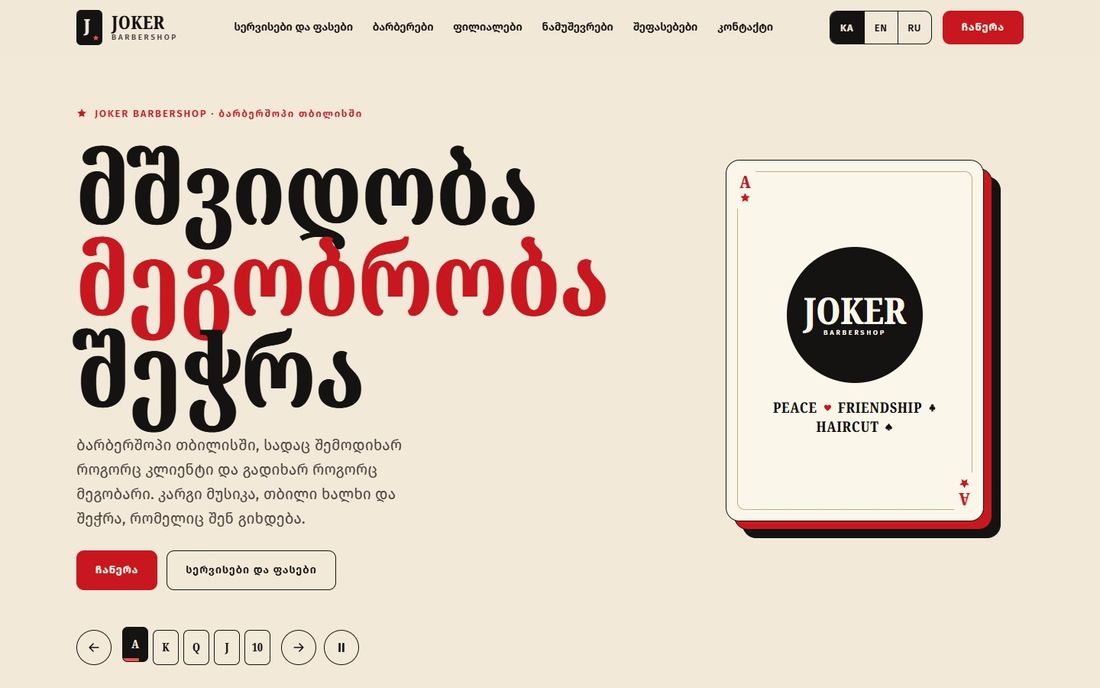 J JOKER
BARBERSHOP
სერვისები და ფასები ბარბერები ფილიალები ნამუშევრები შეფასებები კონტაქტი
KA EN RU
ჩაწერა
JOKER BARBERSHOP · ბარბერშოპი თბილისში
მშვიდობა
მეგობრობა
შეჭრა
ბარბერშოპი თბილისში, სადაც შემოდიხარ
როგორც კლიენტი და გადიხარ როგორც
მეგობარი. კარგი მუსიკა, თბილი ხალხი და
შეჭრა, რომელიც შენ გიხდება.
ჩაწერა სერვისები და ფასები
A K Q J 10
A
JOKER
BARBERSHOP
PEACE ♥ FRIENDSHIP ♣
HAIRCUT ♠
A